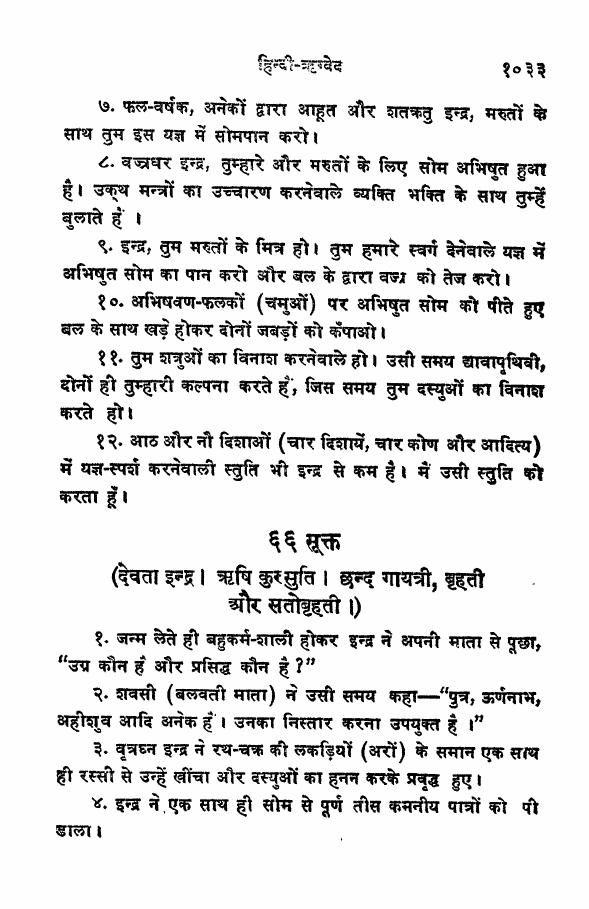 हिन्दी-ऋग्वेद १०३३
७. फल-वर्षक, अनेकों द्वारा आहूत और शतक्रतु इन्द्र, मरुतों के
साथ तुम इस यज्ञ में सोमपान करो।
८. वज्रधर इन्द्र, तुम्हारे और मरुतों के लिए सोम अभिषुत हुआ
है। उक्थ मन्त्रों का उच्चारण करनेवाले व्यक्ति भक्ति के साथ तुम्हें
बुलाते हैं ।
९. इन्द्र, तुम मरुतों के मित्र हो। तुम हमारे स्वर्ग देनेवाले यज्ञ में
अभिषुत सोम का पान करो और बल के द्वारा वज्र को तेज करो।
१०. अभिषवण-फलकों (चमुओं) पर अभिषुत सोम को पीते हुए
बल के साथ खड़े होकर दोनों जबड़ों को कँपाओ।
११. तुम शत्रुओं का विनाश करनेवाले हो। उसी समय द्यावापृथिवी,
दोनों ही तुम्हारी कल्पना करते हैं, जिस समय तुम दस्युओं का विनाश
करते हो।
१२. आठ और नौ दिशाओं (चार दिशायें, चार कोण और आदित्य)
में यज्ञ-स्पर्श करनेवाली स्तुति भी इन्द्र से कम है। मैं उसी स्तुति को
करता हूँ।
६६ सूक्त
(देवता इन्द्र। ऋषि कुरुसुति। छन्द गायत्री, बृहती
और सतोबृहती।)
१. जन्म लेते ही बहुकर्म-शाली होकर इन्द्र ने अपनी माता से पूछा,
“उग्र कौन है और प्रसिद्ध कौन है?”
२. शवसी (बलवती माता) ने उसी समय कहा—“पुत्र, ऊर्णनाभ,
अहीशुव आदि अनेक हैं। उनका निस्तार करना उपयुक्त है ।”
३. वृत्रघ्न इन्द्र ने रथ-चक्र की लकड़ियों (अरों) के समान एक साथ
ही रस्सी से उन्हें खींचा और दस्युओं का हनन करके प्रवृद्ध हुए।
४. इन्द्र ने एक साथ ही सोम से पूर्ण तीस कमनीय पात्रों को पी
डाला।